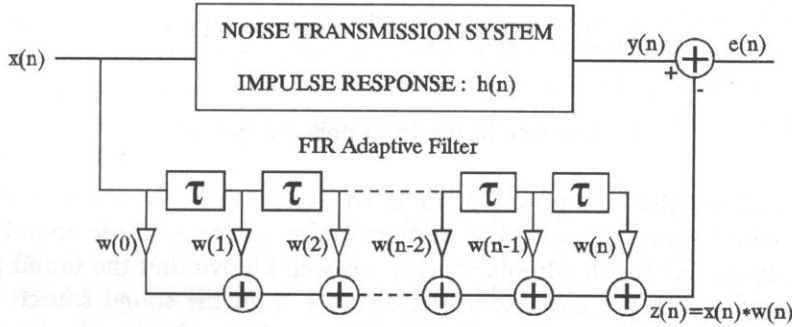 NOISE TRANSMISSION SYSTEM
y(n) e(n)
x(n)
+ +
IMPULSE RESPONSE : h(n)
-
FIR Adaptive Filter
τ τ τ τ
w(0) w(1) w(2) w(n-2) w(n-1) w(n)
+ + + + +
z(n)=x(n)*w(n)